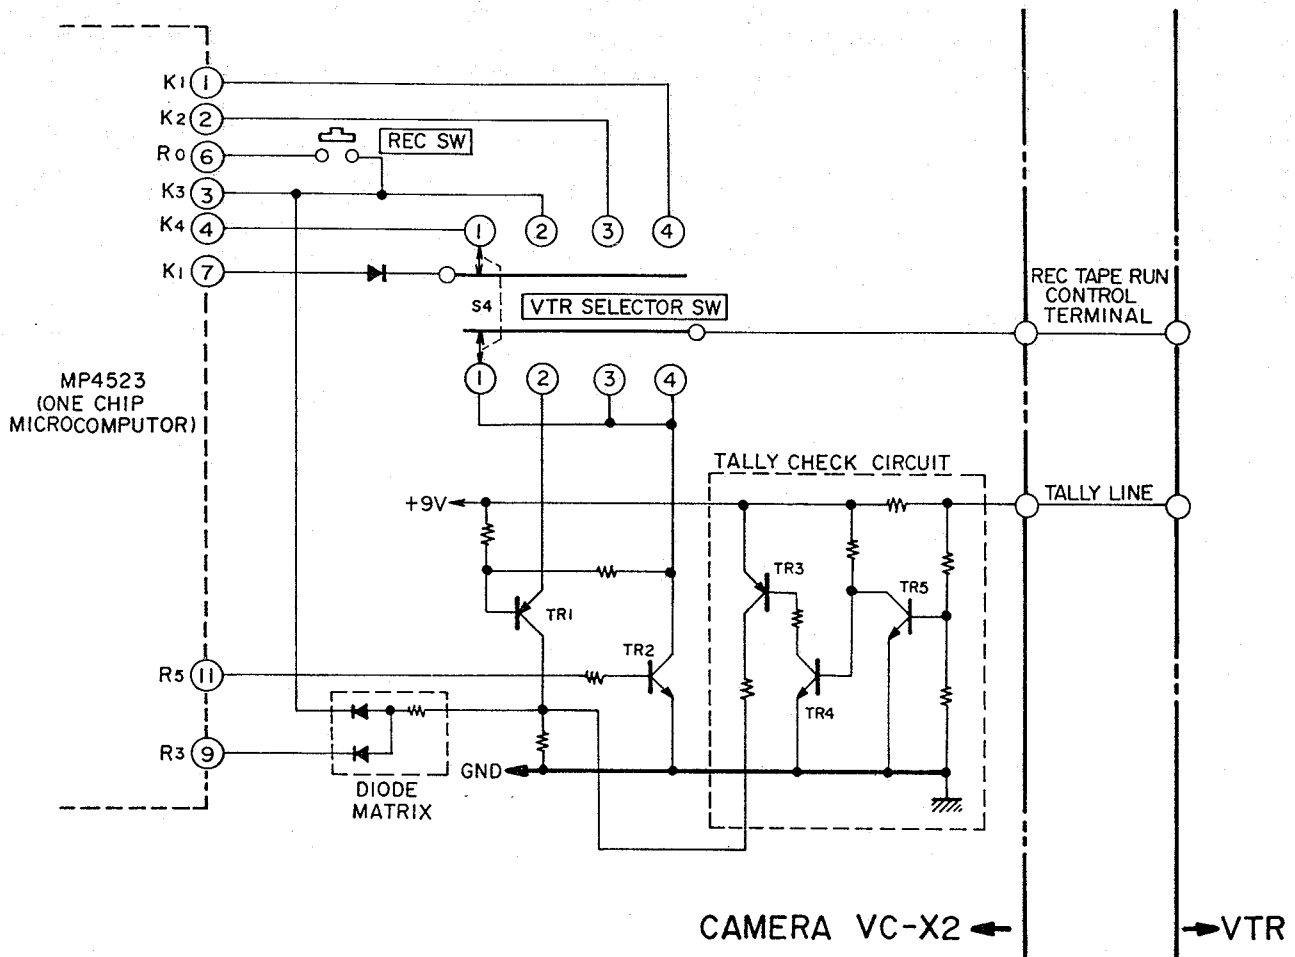 K1 1
K2 2
R0 6
REC SW
K3 3
K4 4
1 2 3 4
K1 7
S4
VTR SELECTOR SW
REC TAPE RUN
CONTROL
TERMINAL
1 2 3 4
MP4523
(ONE CHIP
MICROCOMPUTOR)
TALLY CHECK CIRCUIT
+9V
TALLY LINE
TR3
TR5
TR1
TR2
R5 11
TR4
R3 9
GND
DIODE
MATRIX
CAMERA VC-X2
VTR